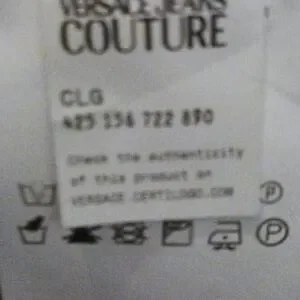 VERSACE JEANS
COUTURE
CLG
425 136 722 890
Check the authenticity
of this product on
VERSACE.CERTILOGO.COM
P
P